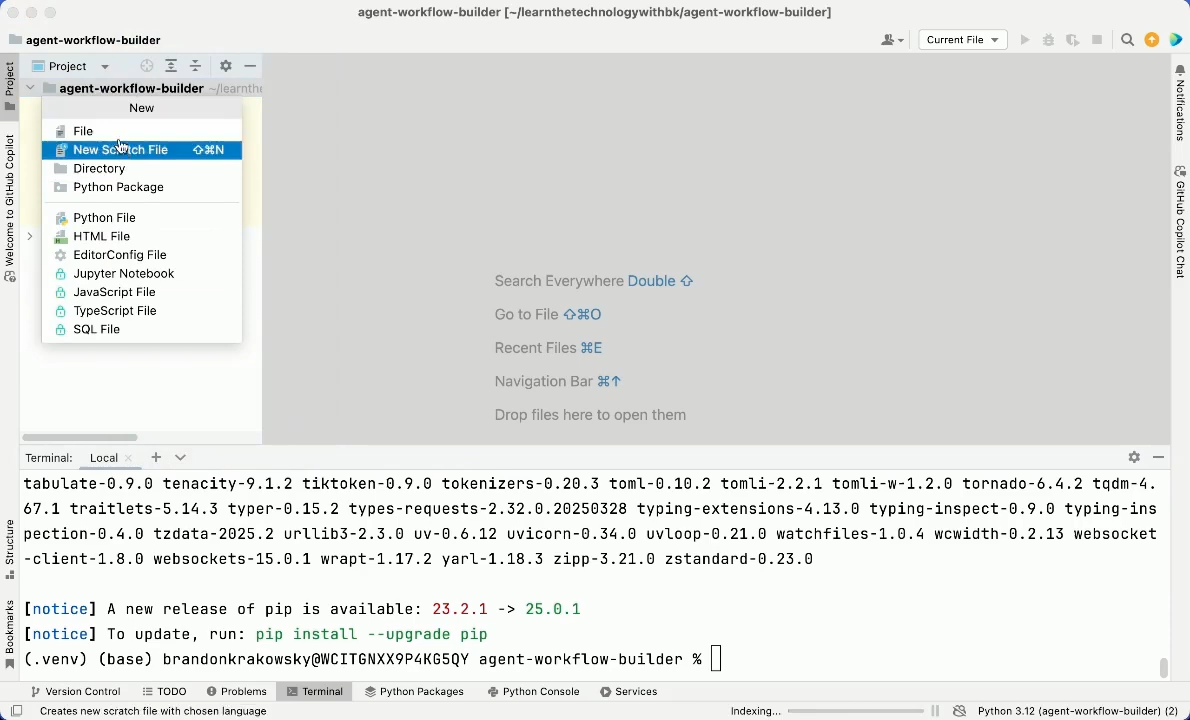 agent-workflow-builder [~/learnthetechnologywithbk/agent-workflow-builder]
agent-workflow-builder
Current File
Project
agent-workflow-builder ~/learnthe
New
File
New Scratch File ⇧⌘N
Directory
Python Package
Python File
HTML File
EditorConfig File
Jupyter Notebook
JavaScript File
TypeScript File
SQL File
Project
Welcome to GitHub Copilot
Structure
Bookmarks
Search Everywhere Double ⇧
Go to File ⇧⌘O
Recent Files ⌘E
Navigation Bar ⌘↑
Drop files here to open them
Notifications
GitHub Copilot Chat
Terminal: Local
tabulate-0.9.0 tenacity-9.1.2 tiktoken-0.9.0 tokenizers-0.20.3 toml-0.10.2 tomli-2.2.1 tomli-w-1.2.0 tornado-6.4.2 tqdm-4.
67.1 traitlets-5.14.3 typer-0.15.2 types-requests-2.32.0.20250328 typing-extensions-4.13.0 typing-inspect-0.9.0 typing-ins
pection-0.4.0 tzdata-2025.2 urllib3-2.3.0 uv-0.6.12 uvicorn-0.34.0 uvloop-0.21.0 watchfiles-1.0.4 wcwidth-0.2.13 websocket
-client-1.8.0 websockets-15.0.1 wrapt-1.17.2 yarl-1.18.3 zipp-3.21.0 zstandard-0.23.0
[notice] A new release of pip is available: 23.2.1 -> 25.0.1
[notice] To update, run: pip install --upgrade pip
(.venv) (base) brandonkrakowsky@WCITGNXX9P4KG5QY agent-workflow-builder %
Version Control TODO Problems Terminal Python Packages Python Console Services
Creates new scratch file with chosen language
Indexing... Python 3.12 (agent-workflow-builder) (2)